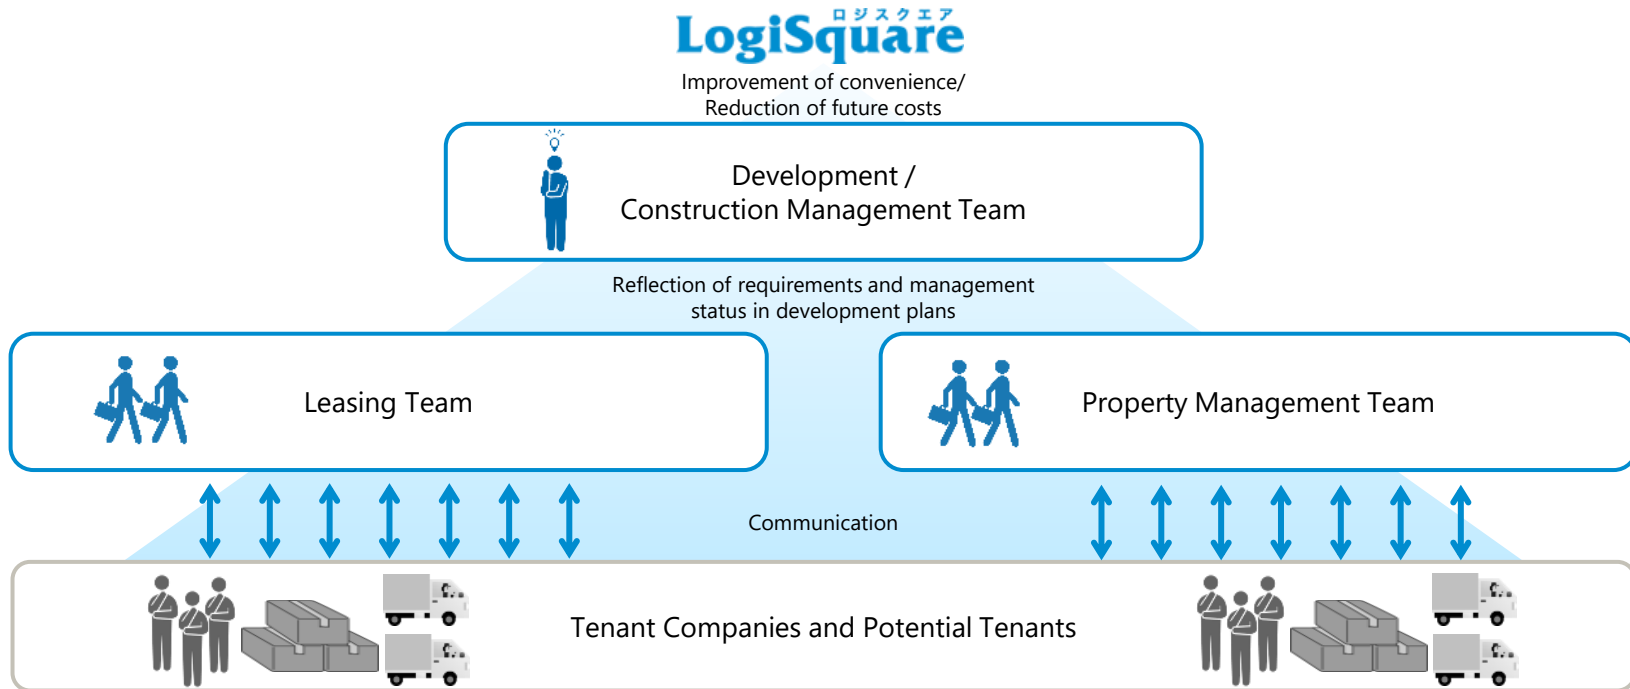 ロジスクエア
LogiSquare
Improvement of convenience/
Reduction of future costs
Development /
Construction Management Team
Reflection of requirements and management
status in development plans
Leasing Team
Property Management Team
Communication
Tenant Companies and Potential Tenants